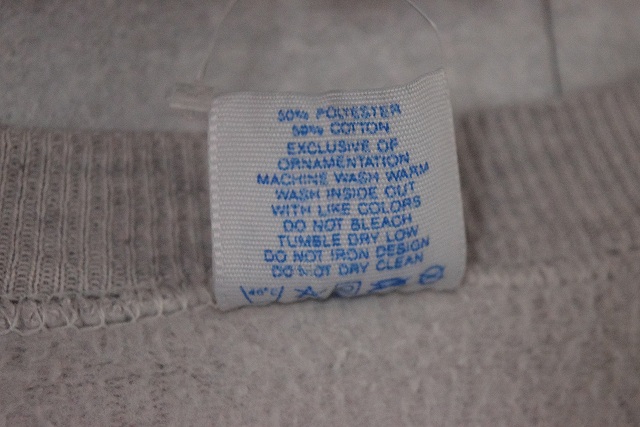 50% POLYESTER
50% COTTON
EXCLUSIVE OF
ORNAMENTATION
MACHINE WASH WARM
WASH INSIDE OUT
WITH LIKE COLORS
DO NOT BLEACH
TUMBLE DRY LOW
DO NOT IRON DESIGN
DO NOT DRY CLEAN
40°C